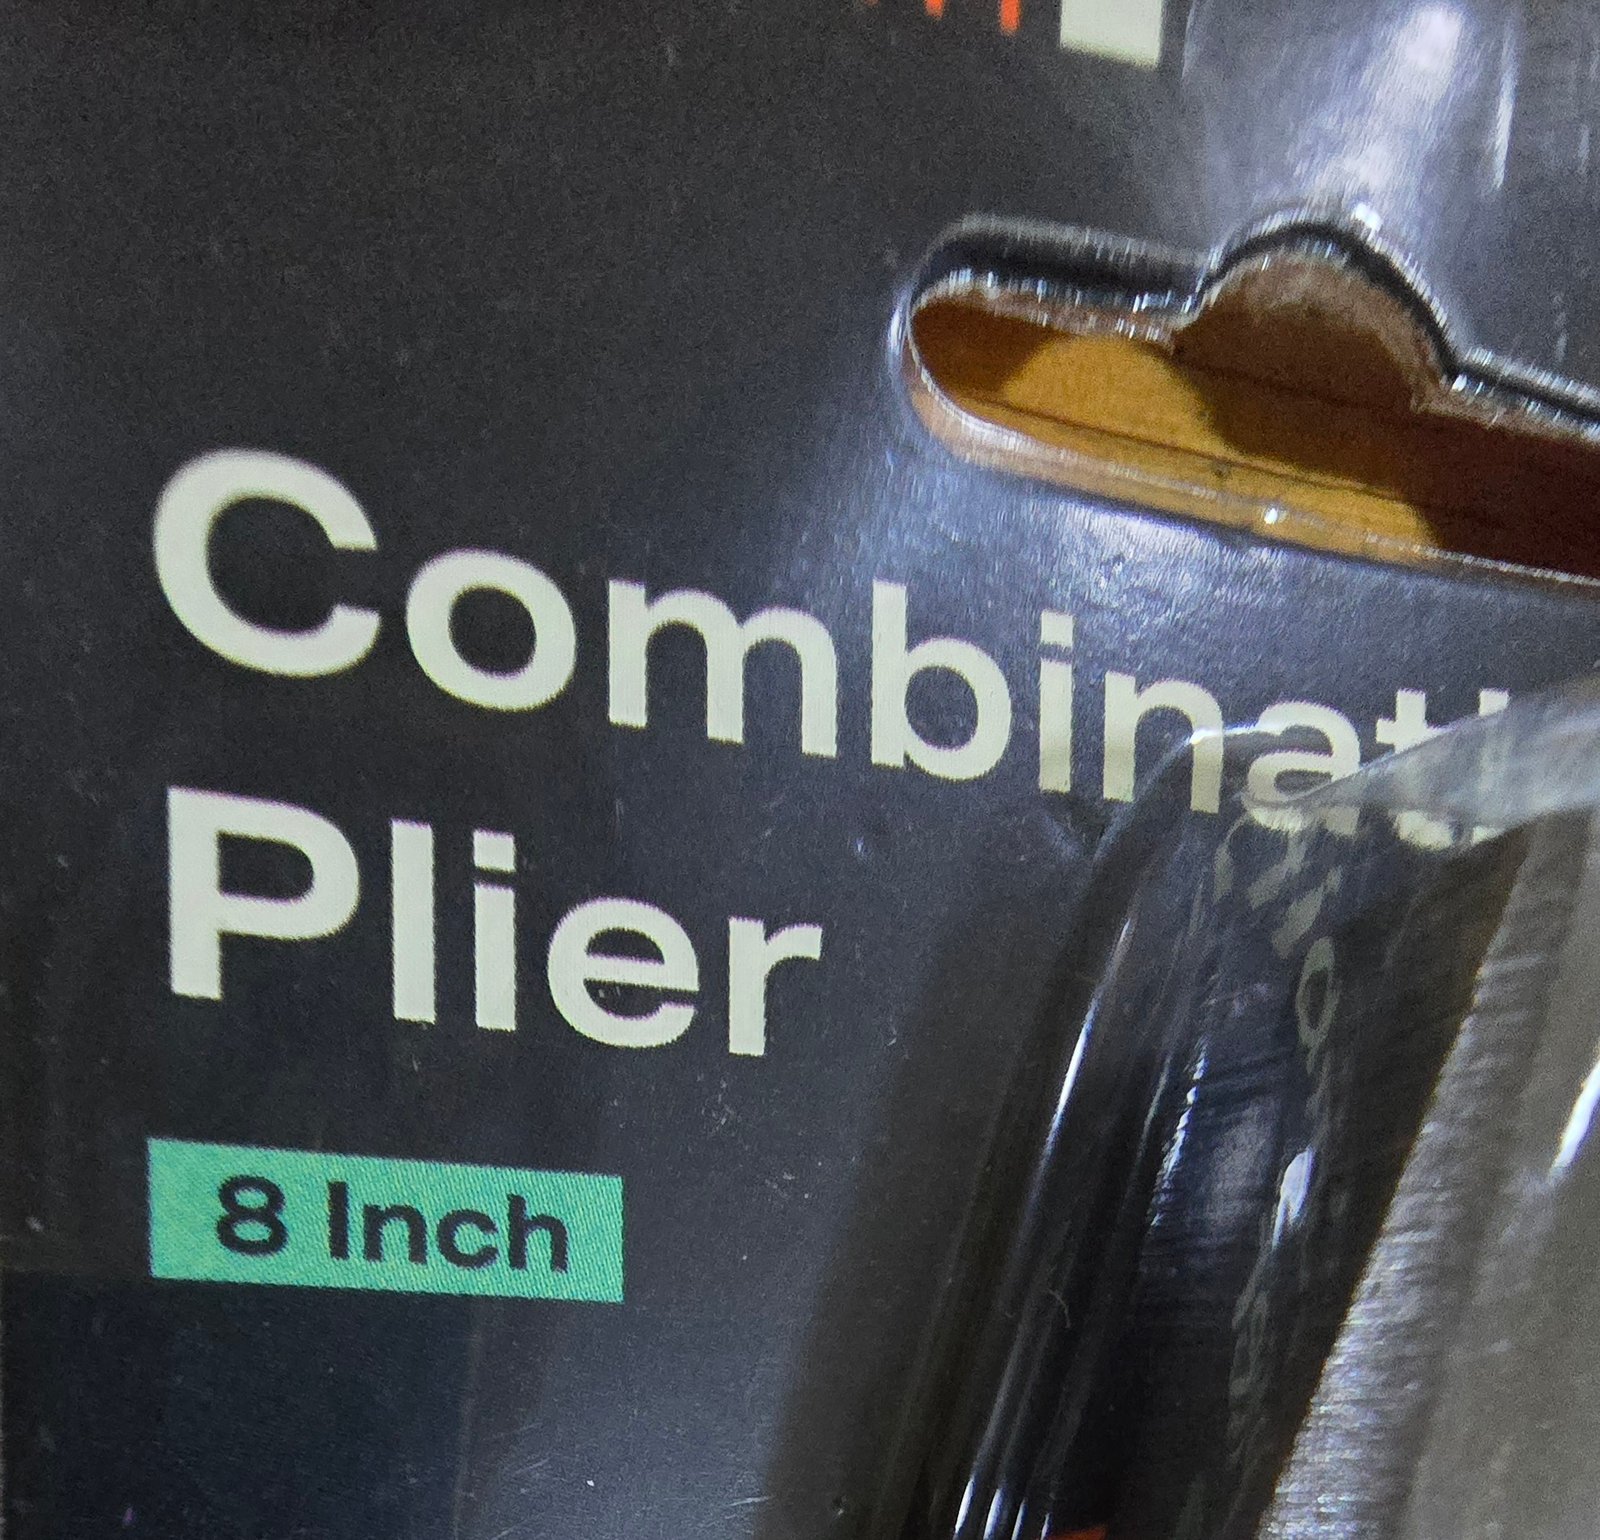 Combinati
Plier
8 Inch